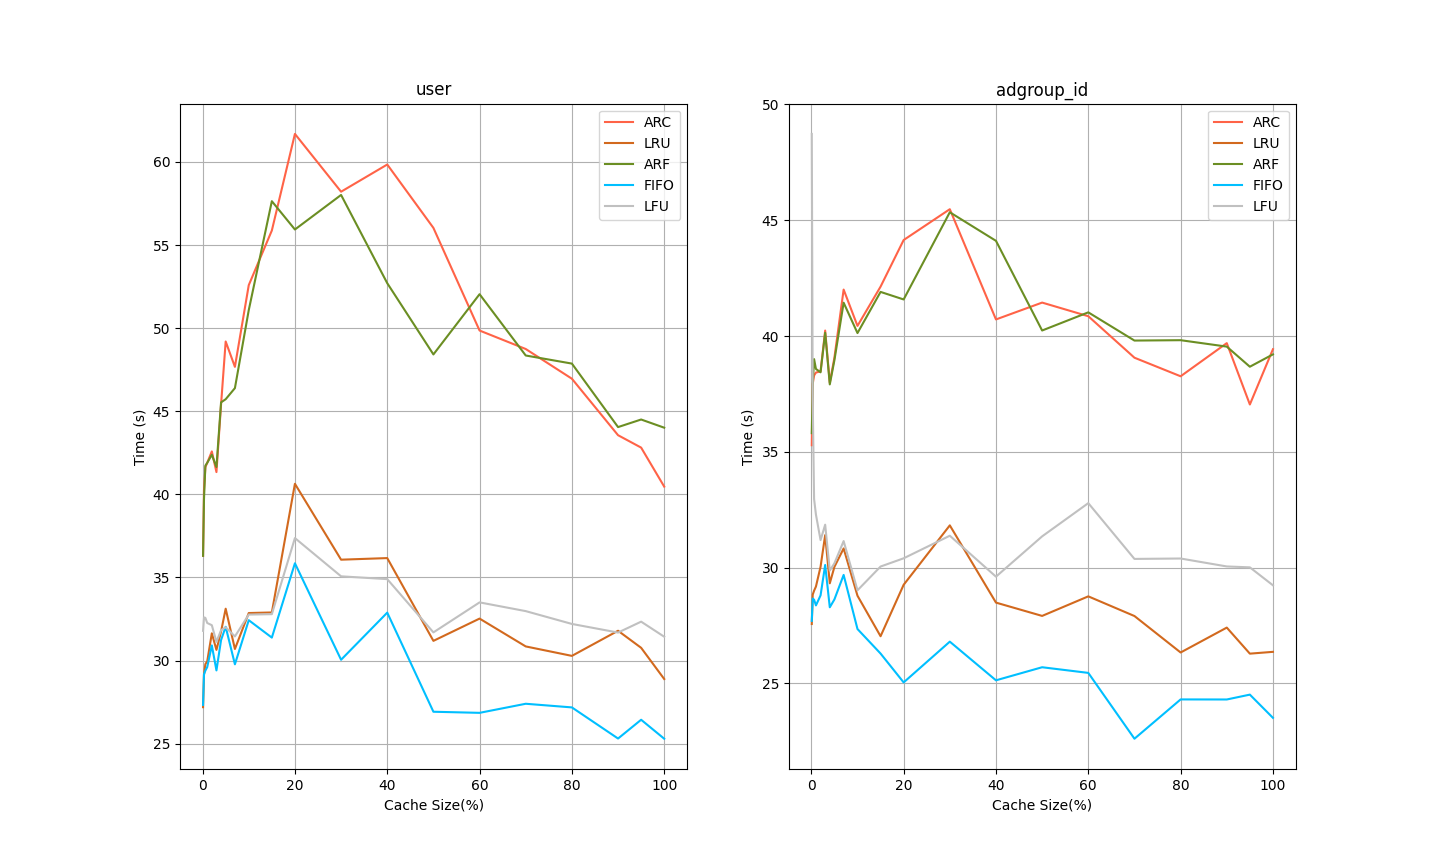 user
60
55
50
45
40
35
30
25
Time (s)
0 20 40 60 80 100
Cache Size(%)
ARC
LRU
ARF
FIFO
LFU
adgroup_id
50
45
40
35
30
25
Time (s)
0 20 40 60 80 100
Cache Size(%)
ARC
LRU
ARF
FIFO
LFU